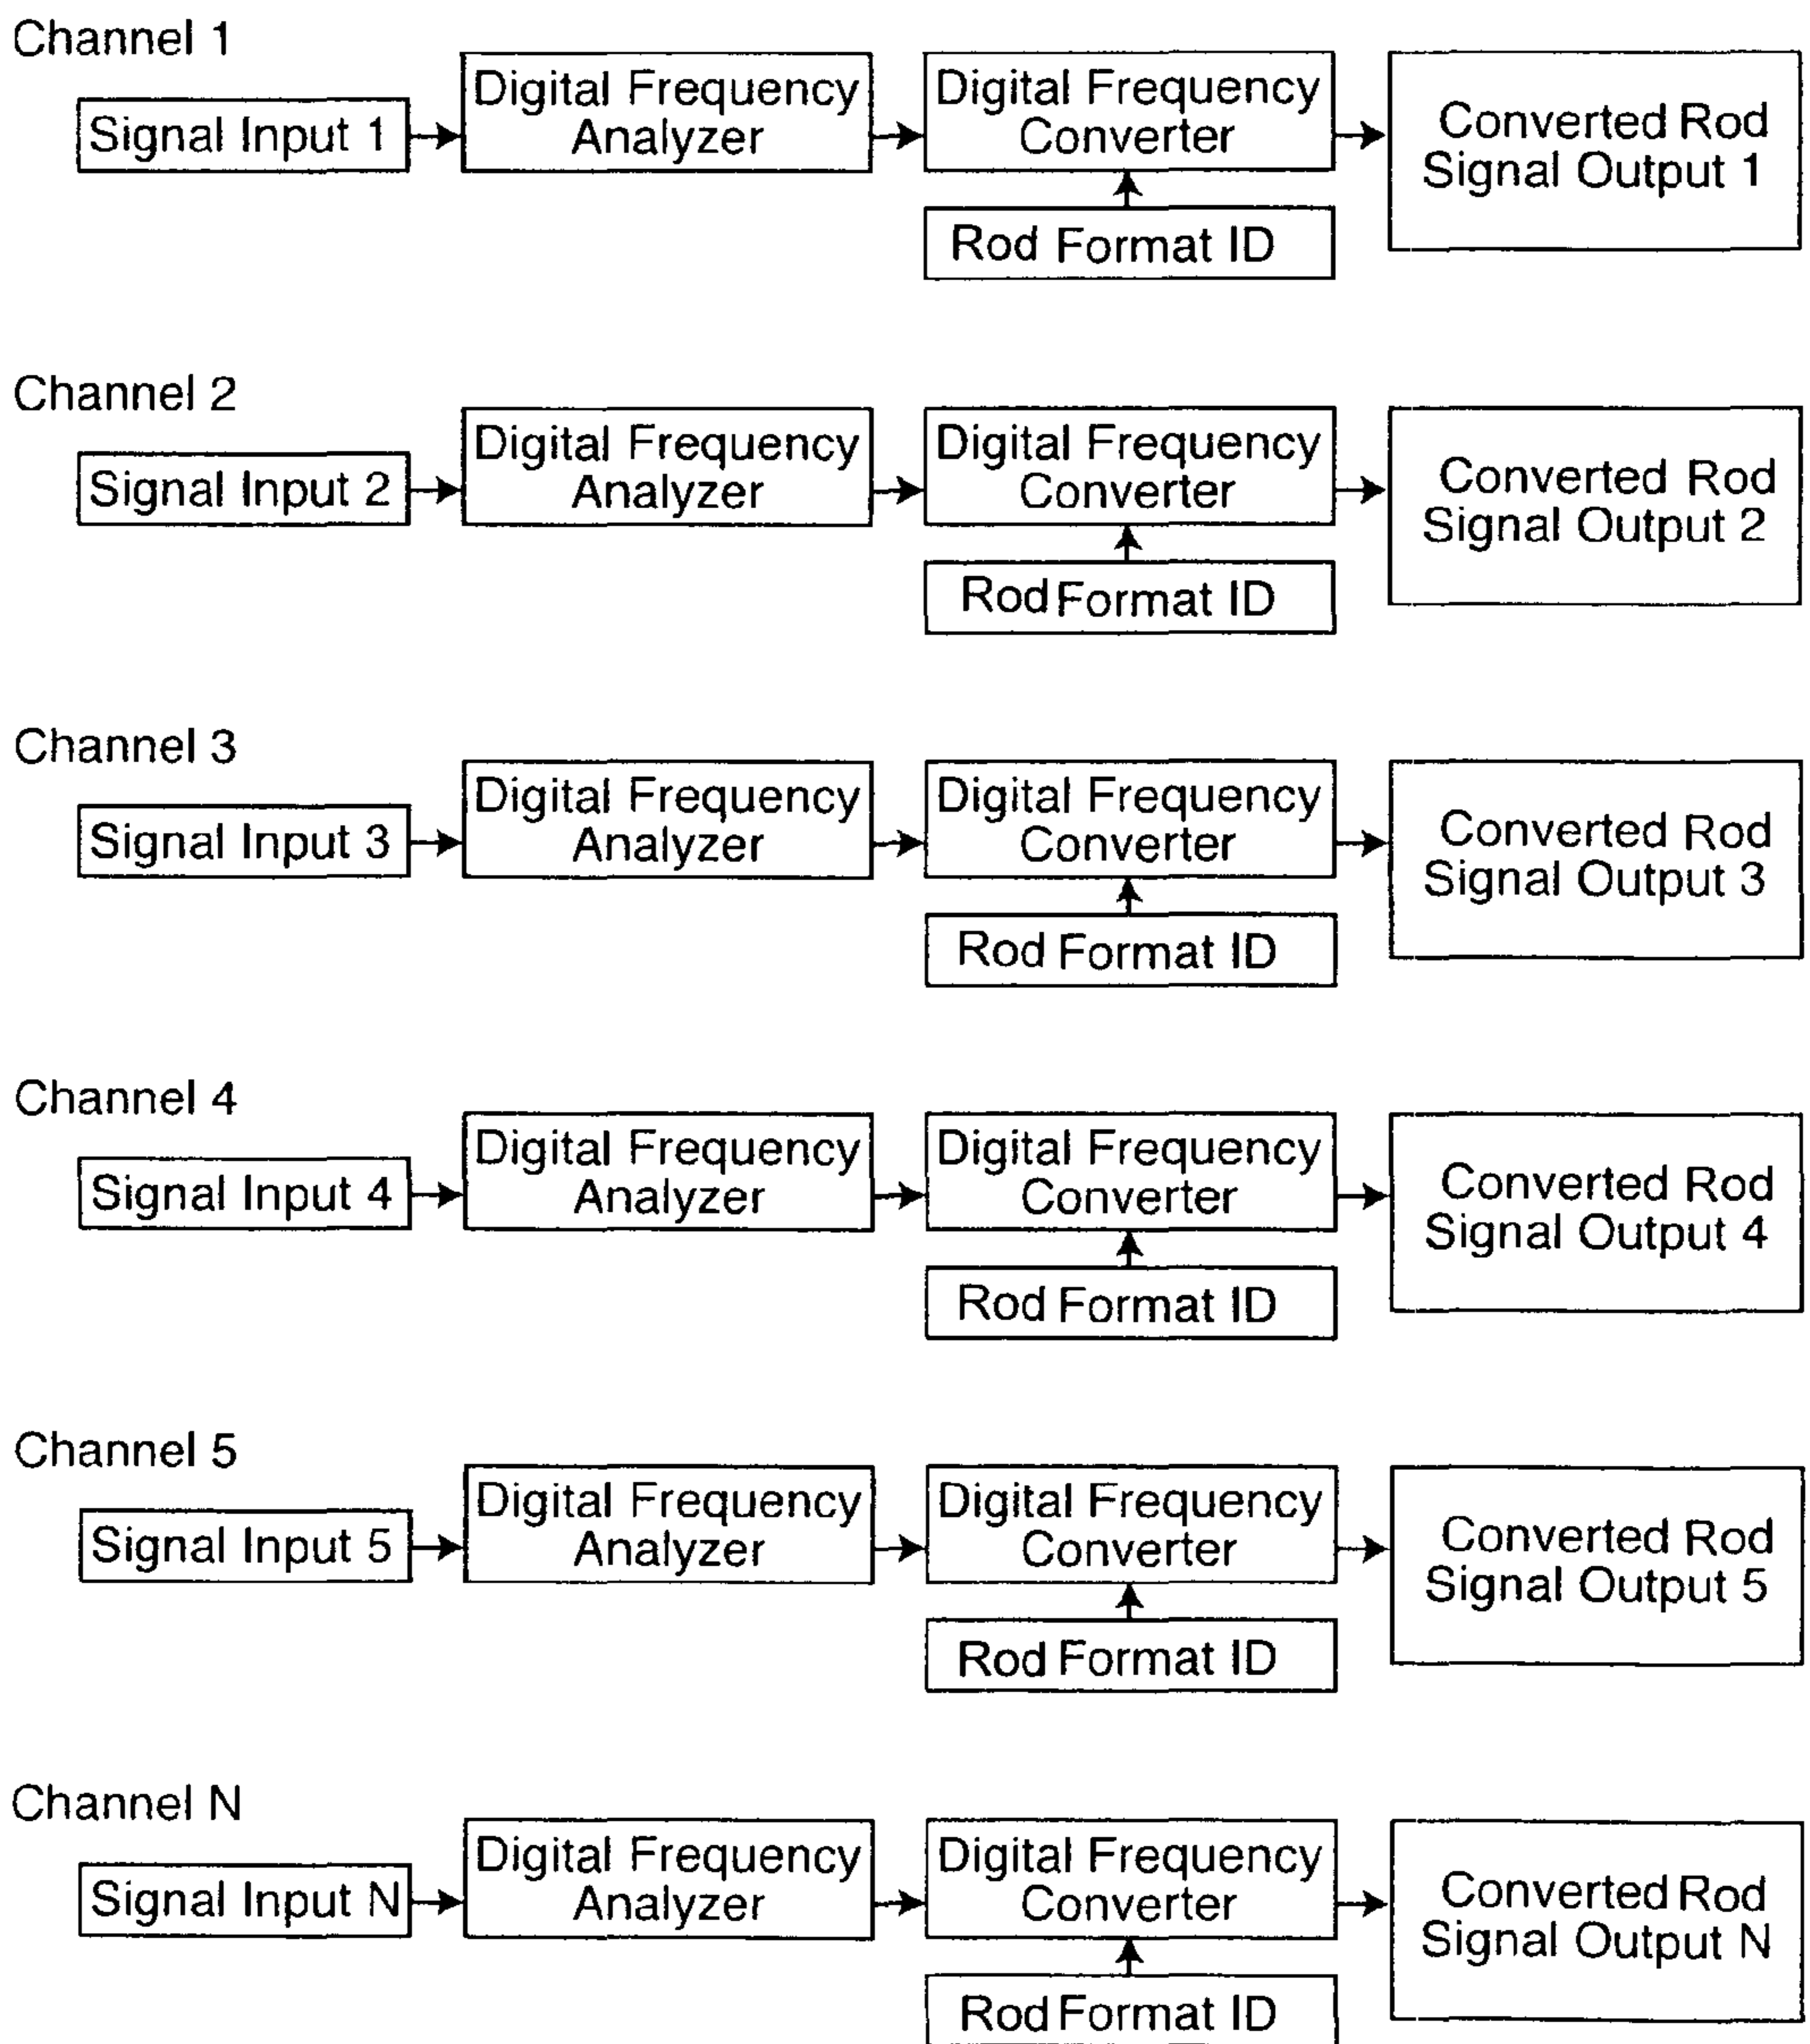 Channel 1
Signal Input 1
Digital Frequency
Analyzer
Digital Frequency
Converter
Rod Format ID
Converted Rod
Signal Output 1
Channel 2
Signal Input 2
Digital Frequency
Analyzer
Digital Frequency
Converter
Rod Format ID
Converted Rod
Signal Output 2
Channel 3
Signal Input 3
Digital Frequency
Analyzer
Digital Frequency
Converter
Rod Format ID
Converted Rod
Signal Output 3
Channel 4
Signal Input 4
Digital Frequency
Analyzer
Digital Frequency
Converter
Rod Format ID
Converted Rod
Signal Output 4
Channel 5
Signal Input 5
Digital Frequency
Analyzer
Digital Frequency
Converter
Rod Format ID
Converted Rod
Signal Output 5
Channel N
Signal Input N
Digital Frequency
Analyzer
Digital Frequency
Converter
Rod Format ID
Converted Rod
Signal Output N